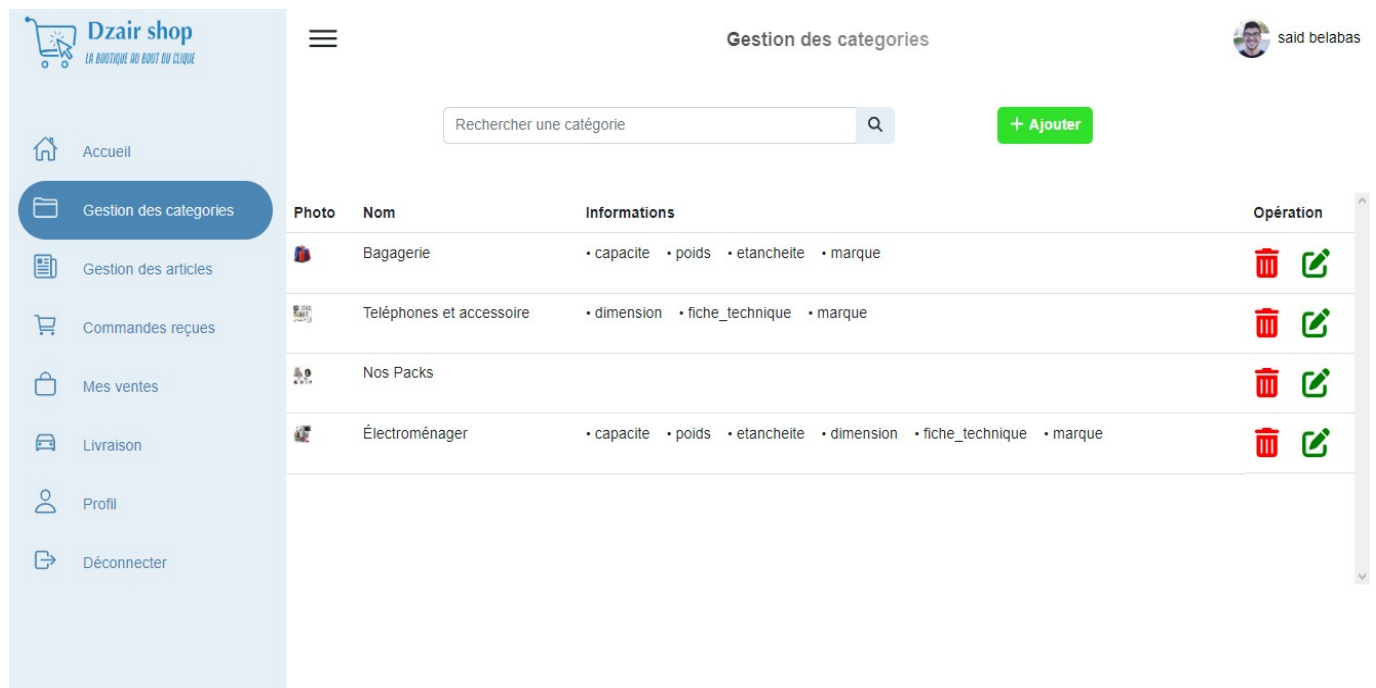 Dzair shop
LA BOUTIQUE AU BOUT DU CLIQUE
Gestion des categories
said belabas
Rechercher une catégorie
+ Ajouter
Accueil
Gestion des categories
Gestion des articles
Commandes reçues
Mes ventes
Livraison
Profil
Déconnecter
Photo Nom Informations Opération
Bagagerie • capacite • poids • etancheite • marque
Teléphones et accessoire • dimension • fiche_technique • marque
Nos Packs
Électroménager • capacite • poids • etancheite • dimension • fiche_technique • marque